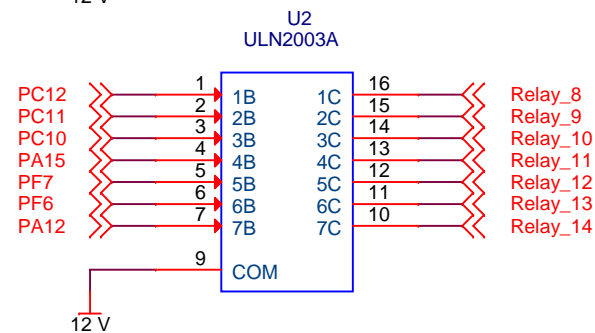 12 V
U2
ULN2003A
PC12 1 1B 1C 16 Relay_8
PC11 2 2B 2C 15 Relay_9
PC10 3 3B 3C 14 Relay_10
PA15 4 4B 4C 13 Relay_11
PF7 5 5B 5C 12 Relay_12
PF6 6 6B 6C 11 Relay_13
PA12 7 7B 7C 10 Relay_14
9 COM
12 V